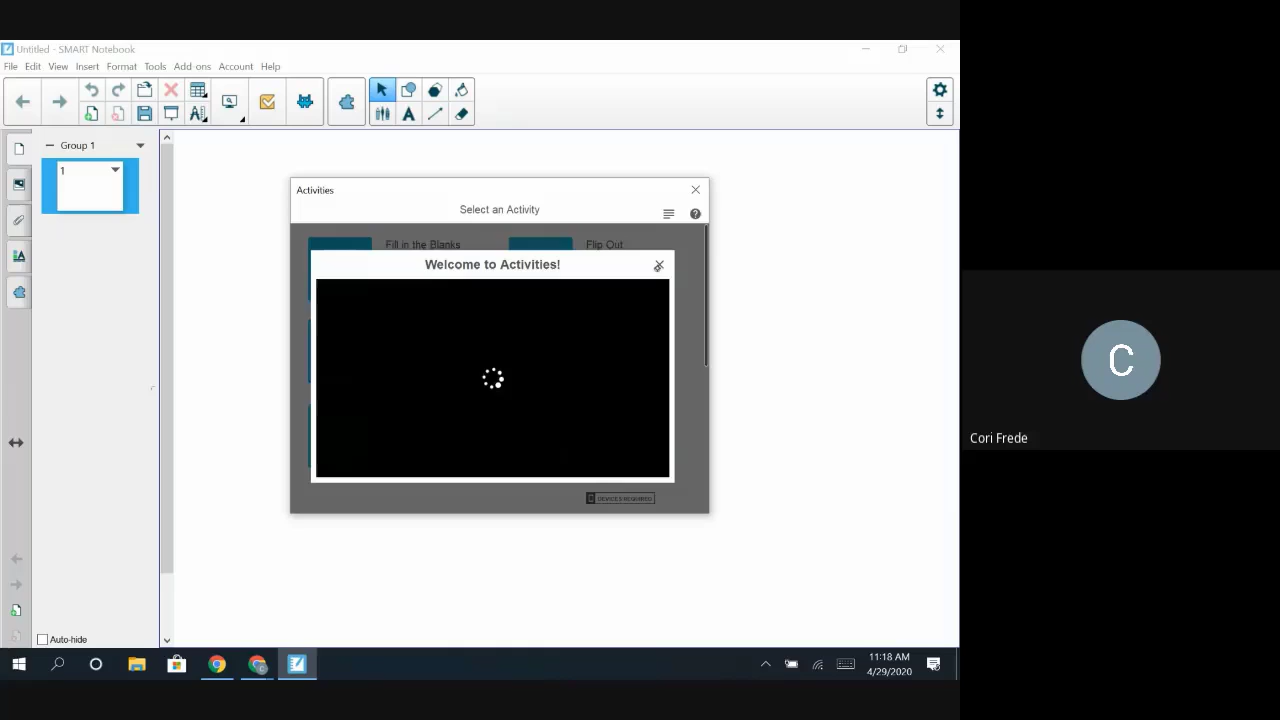 Untitled - SMART Notebook
File Edit View Insert Format Tools Add-ons Account Help
Group 1
1
Activities
Select an Activity
Fill in the Blanks Flip Out
Welcome to Activities!
DEVICES REQUIRED
C
Cori Frede
Auto-hide
11:18 AM
4/29/2020